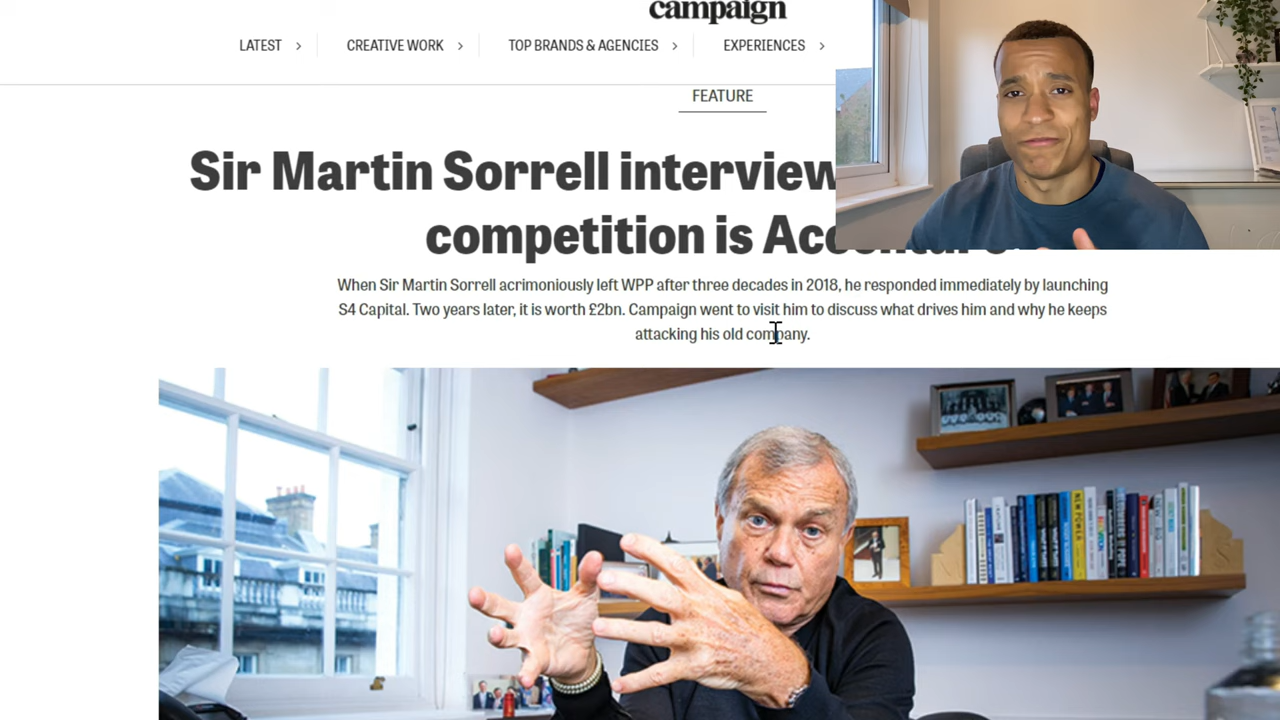 campaign
LATEST
CREATIVE WORK
TOP BRANDS & AGENCIES
EXPERIENCES
FEATURE
Sir Martin Sorrell interview
competition is
When Sir Martin Sorrell acrimoniously left WPP after three decades in 2018, he responded immediately by launching
S4 Capital. Two years later, it is worth £2bn. Campaign went to visit him to discuss what drives him and why he keeps
attacking his old company.
NEW POWER